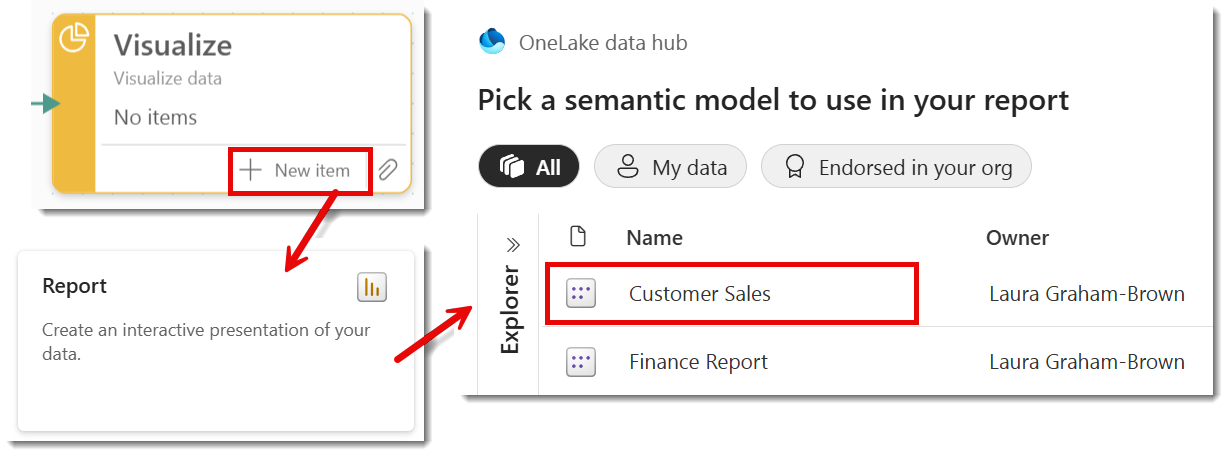 Visualize
Visualize data
No items
New item
Report
Create an interactive presentation of your
data.
OneLake data hub
Pick a semantic model to use in your report
All
My data
Endorsed in your org
Explorer
Name
Owner
Customer Sales
Laura Graham-Brown
Finance Report
Laura Graham-Brown